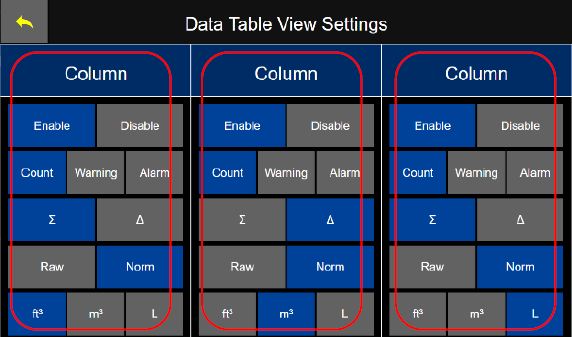 Data Table View Settings
Column Column Column
Enable Disable Enable Disable Enable Disable
Count Warning Alarm Count Warning Alarm Count Warning Alarm
Σ Δ Σ Δ Σ Δ
Raw Norm Raw Norm Raw Norm
ft³ m³ L ft³ m³ L ft³ m³ L